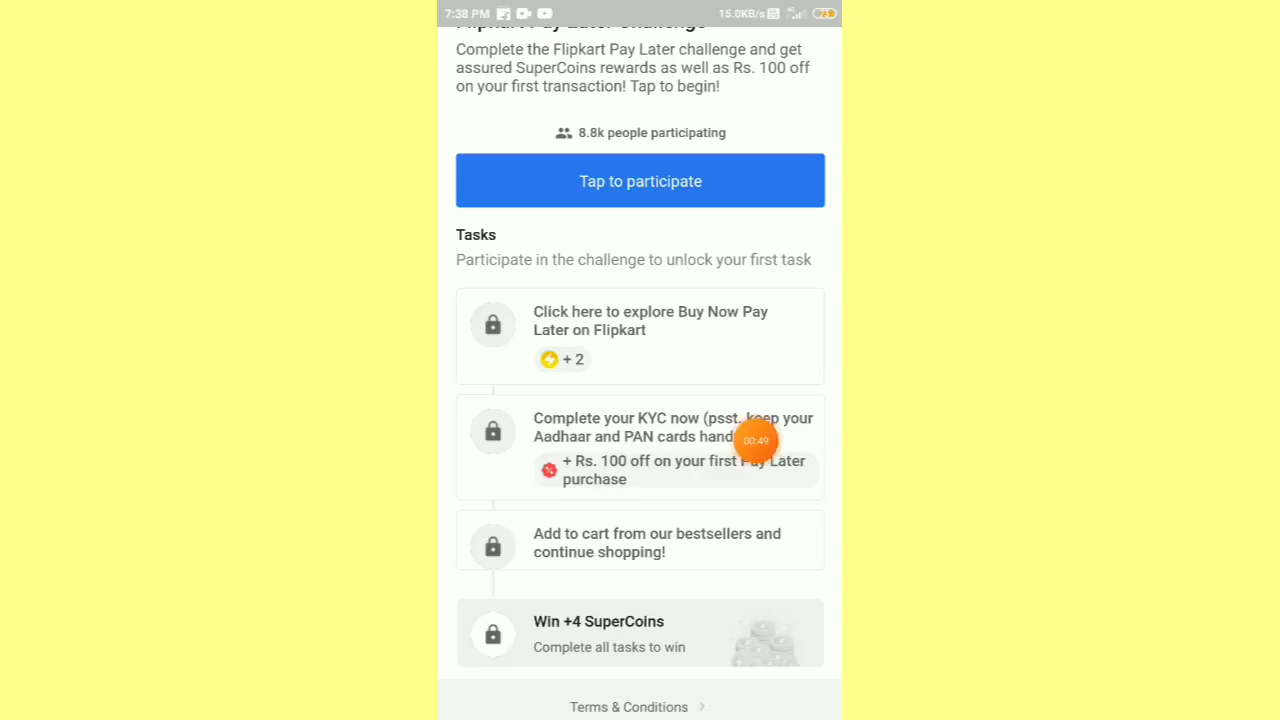 7:38 PM 15.0KB/s 4G
Flipkart Pay Later Challenge
Complete the Flipkart Pay Later challenge and get
assured SuperCoins rewards as well as Rs. 100 off
on your first transaction! Tap to begin!
8.8k people participating
Tap to participate
Tasks
Participate in the challenge to unlock your first task
Click here to explore Buy Now Pay
Later on Flipkart
+ 2
Complete your KYC now (psst, keep your
Aadhaar and PAN cards hand
00:49
+ Rs. 100 off on your first Pay Later
purchase
Add to cart from our bestsellers and
continue shopping!
Win +4 SuperCoins
Complete all tasks to win
Terms & Conditions